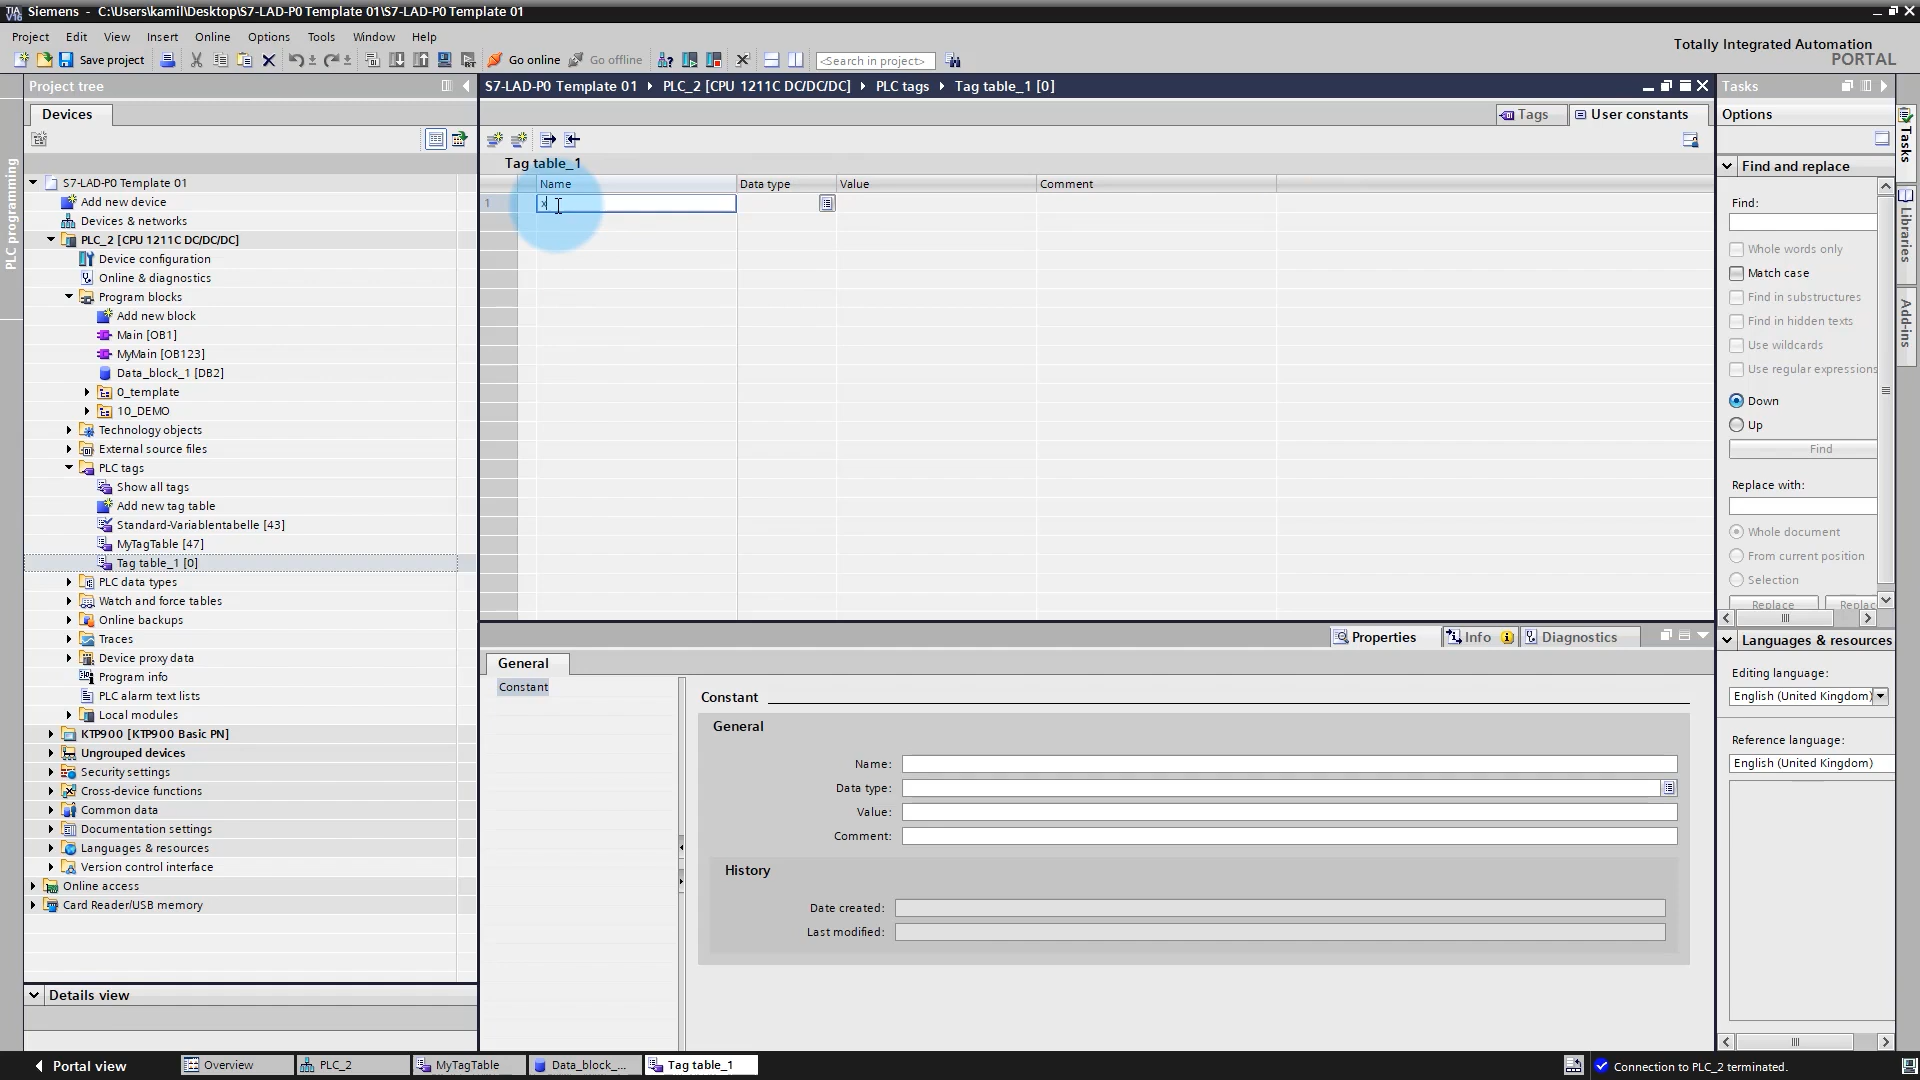 Siemens - C:\Users\kamil\Desktop\S7-LAD-P0 Template 01\S7-LAD-P0 Template 01
Project Edit View Insert Online Options Tools Window Help
Totally Integrated Automation
PORTAL
Save project
Go online
Go offline
<Search in project>
Project tree
Devices
PLC programming
S7-LAD-P0 Template 01
Add new device
Devices & networks
PLC_2 [CPU 1211C DC/DC/DC]
Device configuration
Online & diagnostics
Program blocks
Add new block
Main [OB1]
MyMain [OB123]
Data_block_1 [DB2]
0_template
10_DEMO
Technology objects
External source files
PLC tags
Show all tags
Add new tag table
Standard-Variablentabelle [43]
MyTagTable [47]
Tag table_1 [0]
PLC data types
Watch and force tables
Online backups
Traces
Device proxy data
Program info
PLC alarm text lists
Local modules
KTP900 [KTP900 Basic PN]
Ungrouped devices
Security settings
Cross-device functions
Common data
Documentation settings
Languages & resources
Version control interface
Online access
Card Reader/USB memory
Details view
S7-LAD-P0 Template 01 PLC_2 [CPU 1211C DC/DC/DC] PLC tags Tag table_1 [0]
Tags
User constants
Tag table_1
Name Data type Value Comment
1 x
Properties Info Diagnostics
General
Constant
Constant
General
Name:
Data type:
Value:
Comment:
History
Date created:
Last modified:
Tasks
Options
Find and replace
Find:
Whole words only
Match case
Find in substructures
Find in hidden texts
Use wildcards
Use regular expressions
Down
Up
Find
Replace with:
Whole document
From current position
Selection
Replace Replac
Languages & resources
Editing language:
English (United Kingdom)
Reference language:
English (United Kingdom)
Tasks
Libraries
Add-ins
Portal view
Overview
PLC_2
MyTagTable
Data_block_...
Tag table_1
Connection to PLC_2 terminated.